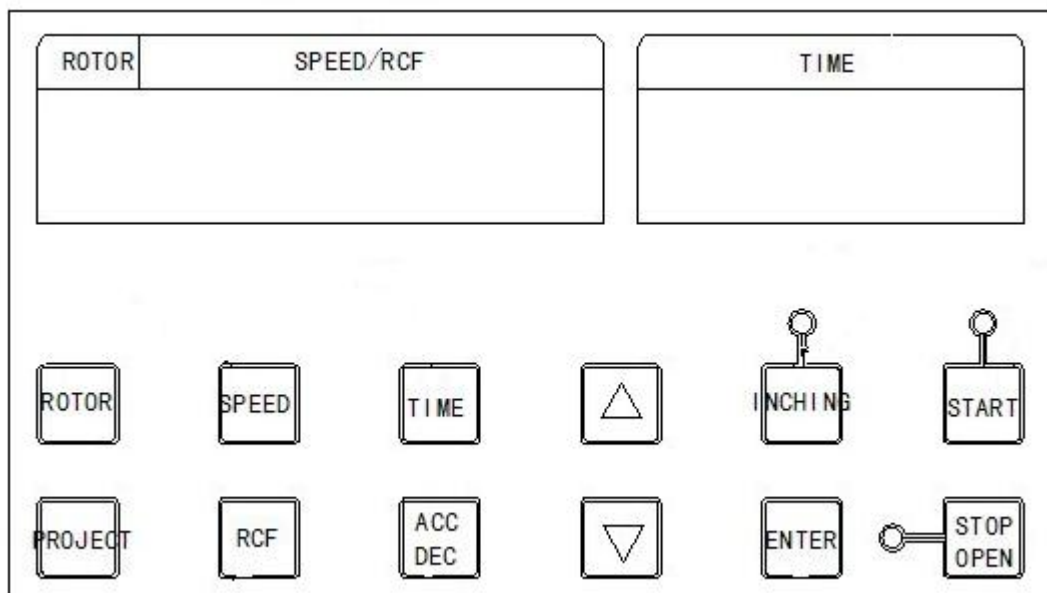 ROTOR SPEED/RCF TIME
ROTOR SPEED TIME INCHING START
PROJECT RCF ACC DEC ENTER STOP OPEN